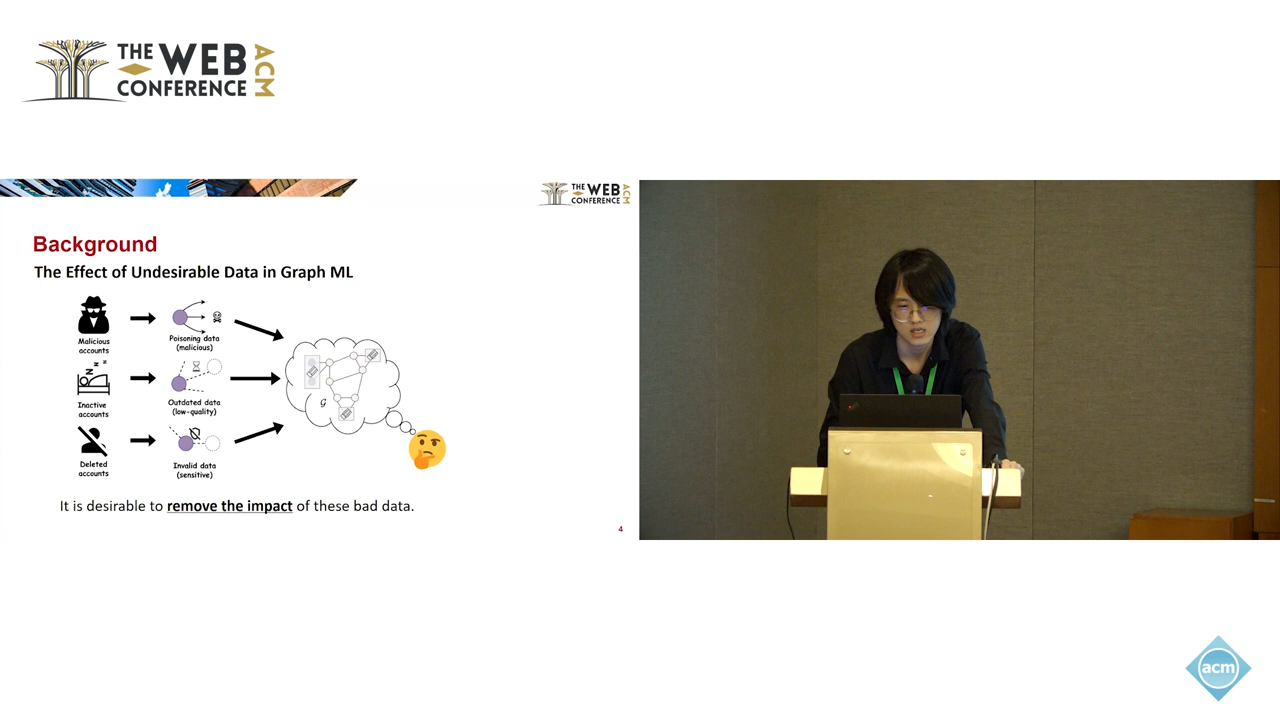 THE WEB CONFERENCE ACM
THE WEB CONFERENCE ACM
Background
The Effect of Undesirable Data in Graph ML
Malicious
accounts
Poisoning data
(malicious)
Z z z
Inactive
accounts
Outdated data
(low-quality)
G
Deleted
accounts
Invalid data
(sensitive)
It is desirable to remove the impact of these bad data.
4
acm